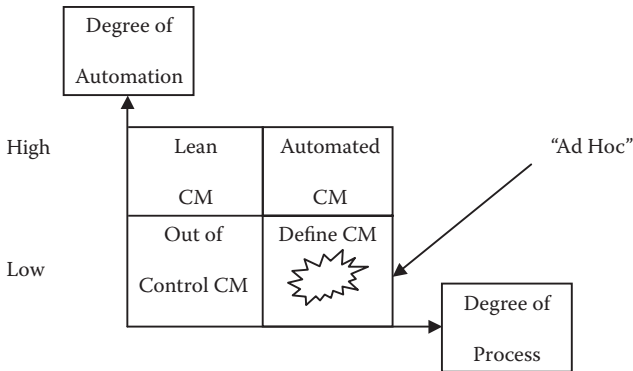 Degree of
Automation
High
Lean
CM
Automated
CM
“Ad Hoc”
Low
Out of
Control CM
Define CM
Degree of
Process